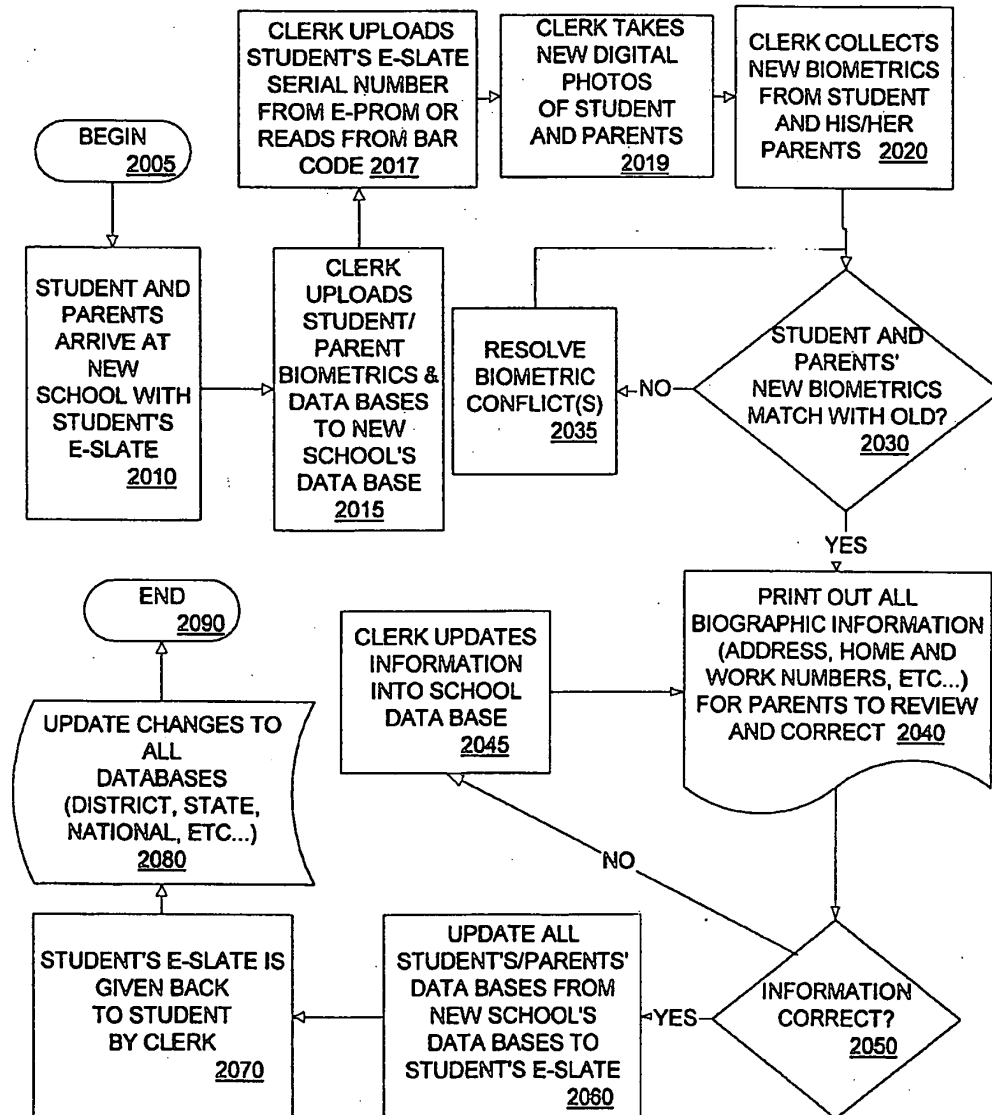 BEGIN
2005
STUDENT AND
PARENTS
ARRIVE AT
NEW
SCHOOL WITH
STUDENT'S
E-SLATE
2010
CLERK
UPLOADS
STUDENT/
PARENT
BIOMETRICS &
DATA BASES
TO NEW
SCHOOL'S
DATA BASE
2015
CLERK UPLOADS
STUDENT'S E-SLATE
SERIAL NUMBER
FROM E-PROM OR
READS FROM BAR
CODE 2017
CLERK TAKES
NEW DIGITAL
PHOTOS
OF STUDENT
AND PARENTS
2019
CLERK COLLECTS
NEW BIOMETRICS
FROM STUDENT
AND HIS/HER
PARENTS 2020
STUDENT AND
PARENTS'
NEW BIOMETRICS
MATCH WITH OLD?
2030
NO
RESOLVE
BIOMETRIC
CONFLICT(S)
2035
YES
PRINT OUT ALL
BIOGRAPHIC INFORMATION
(ADDRESS, HOME AND
WORK NUMBERS, ETC...)
FOR PARENTS TO REVIEW
AND CORRECT 2040
INFORMATION
CORRECT?
2050
NO
CLERK UPDATES
INFORMATION
INTO SCHOOL
DATA BASE
2045
YES
UPDATE ALL
STUDENT'S/PARENTS'
DATA BASES FROM
NEW SCHOOL'S
DATA BASES TO
STUDENT'S E-SLATE
2060
STUDENT'S E-SLATE IS
GIVEN BACK
TO STUDENT
BY CLERK
2070
UPDATE CHANGES TO
ALL
DATABASES
(DISTRICT, STATE,
NATIONAL, ETC...)
2080
END
2090